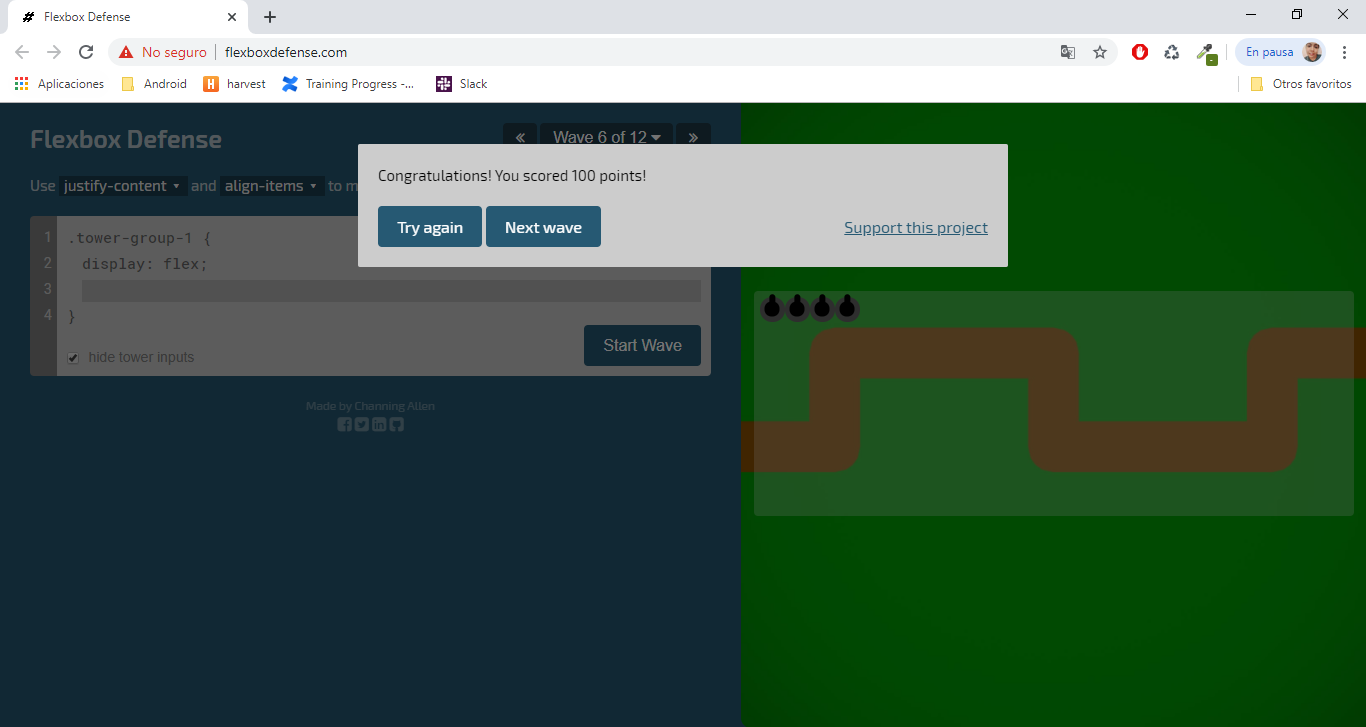 Flexbox Defense
No seguro
flexboxdefense.com
En pausa
Aplicaciones
Android
harvest
Training Progress -...
Slack
Otros favoritos
Flexbox Defense
« Wave 6 of 12 »
Use justify-content and align-items to m
Congratulations! You scored 100 points!
Try again
Next wave
Support this project
1 .tower-group-1 {
2 display: flex;
3
4 }
hide tower inputs
Start Wave
Made by Channing Allen